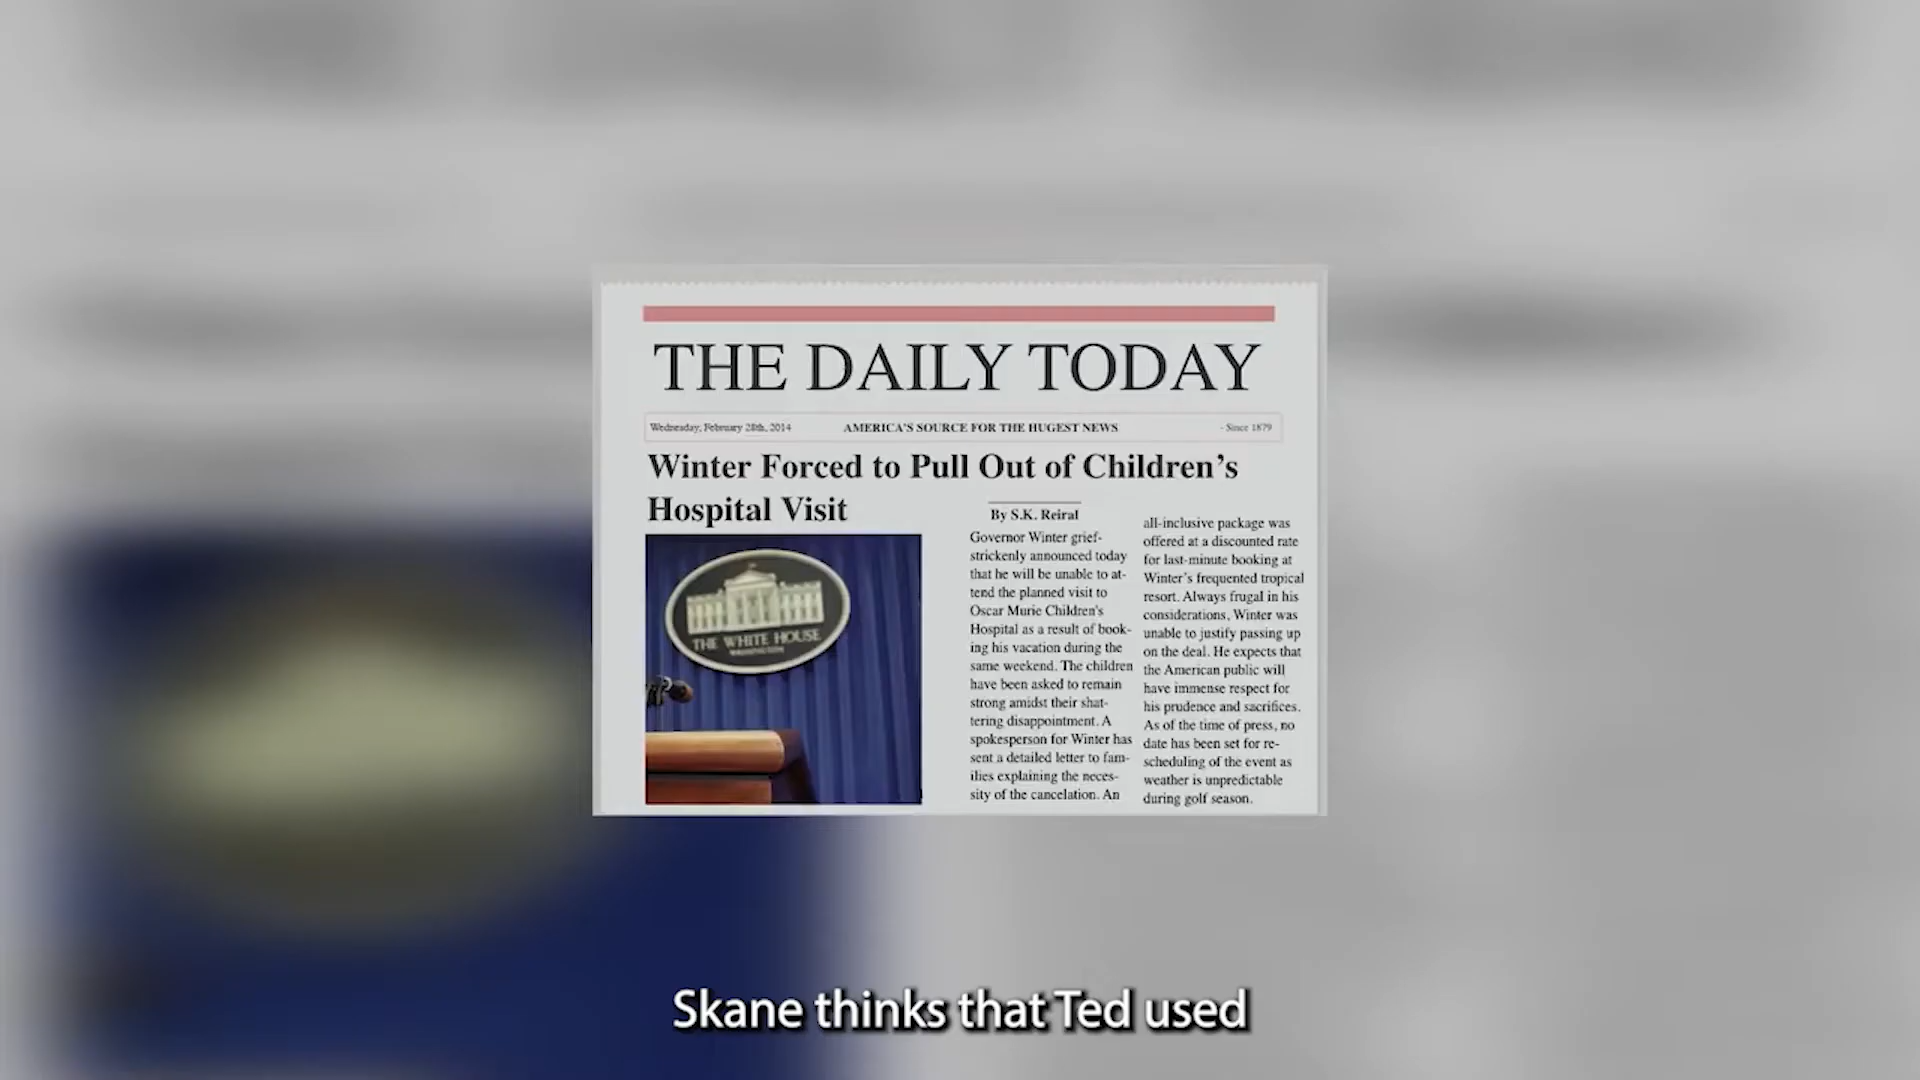 THE DAILY TODAY
Wednesday, February 28th, 2014
AMERICA'S SOURCE FOR THE HUGEST NEWS
- Since 1879
Winter Forced to Pull Out of Children's
Hospital Visit
THE WHITE HOUSE
WASHINGTON
By S.K. Reiral
Governor Winter grief-
strickenly announced today
that he will be unable to at-
tend the planned visit to
Oscar Murie Children's
Hospital as a result of book-
ing his vacation during the
same weekend. The children
have been asked to remain
strong amidst their shat-
tering disappointment. A
spokesperson for Winter has
sent a detailed letter to fam-
ilies explaining the neces-
sity of the cancelation. An
all-inclusive package was
offered at a discounted rate
for last-minute booking at
Winter's frequented tropical
resort. Always frugal in his
considerations, Winter was
unable to justify passing up
on the deal. He expects that
the American public will
have immense respect for
his prudence and sacrifices.
As of the time of press, no
date has been set for re-
scheduling of the event as
weather is unpredictable
during golf season.
Skane thinks that Ted used